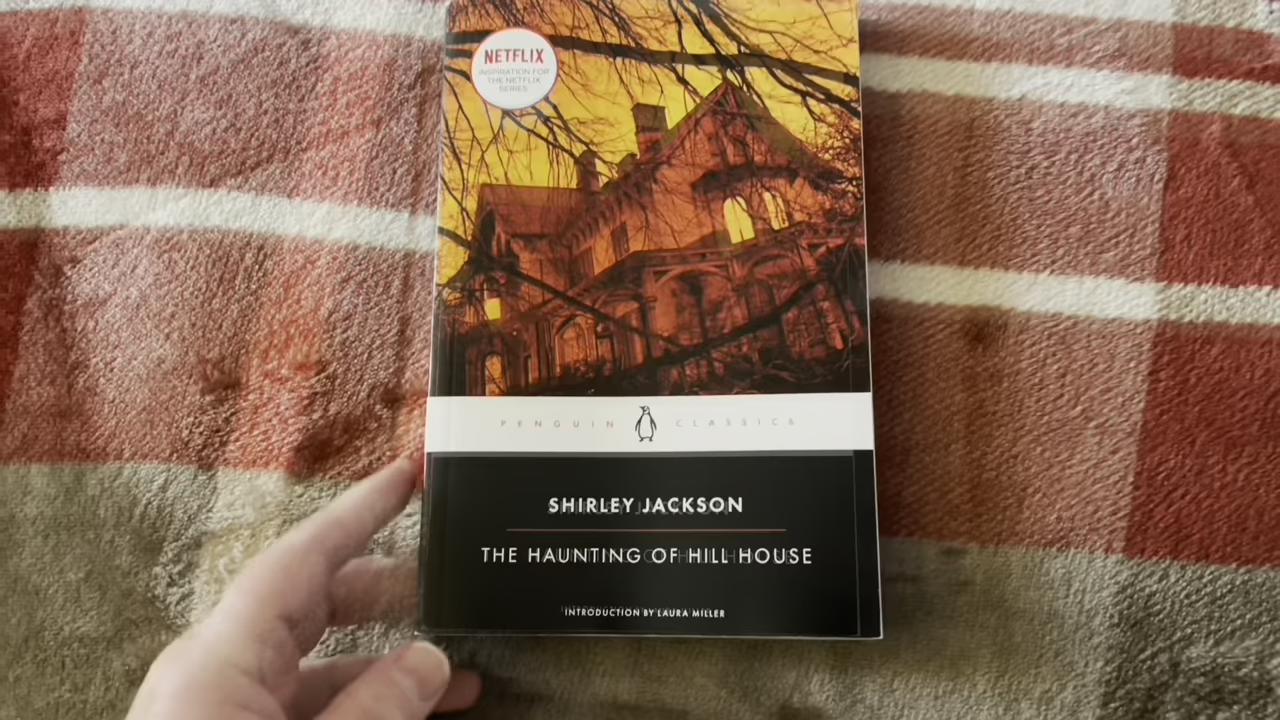 NETFLIX
INSPIRATION FOR
THE NETFLIX
SERIES
PENGUIN CLASSICS
SHIRLEY JACKSON
THE HAUNTING OF HILL HOUSE
INTRODUCTION BY LAURA MILLER